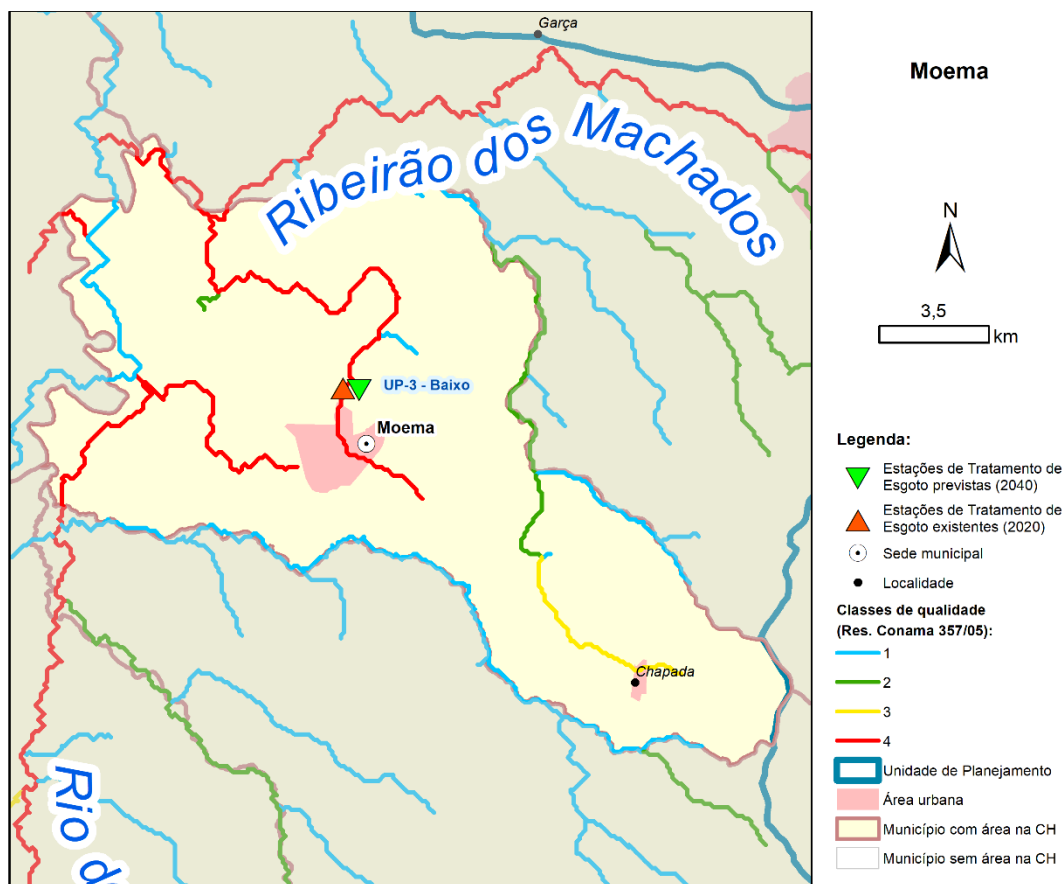 Garça
Ribeirão dos Machados
UP-3 - Baixo
Moema
Chapada
Rio d
Moema
N
3,5
km
Legenda:
Estações de Tratamento de
Esgoto previstas (2040)
Estações de Tratamento de
Esgoto existentes (2020)
Sede municipal
Localidade
Classes de qualidade
(Res. Conama 357/05):
1
2
3
4
Unidade de Planejamento
Área urbana
Município com área na CH
Município sem área na CH